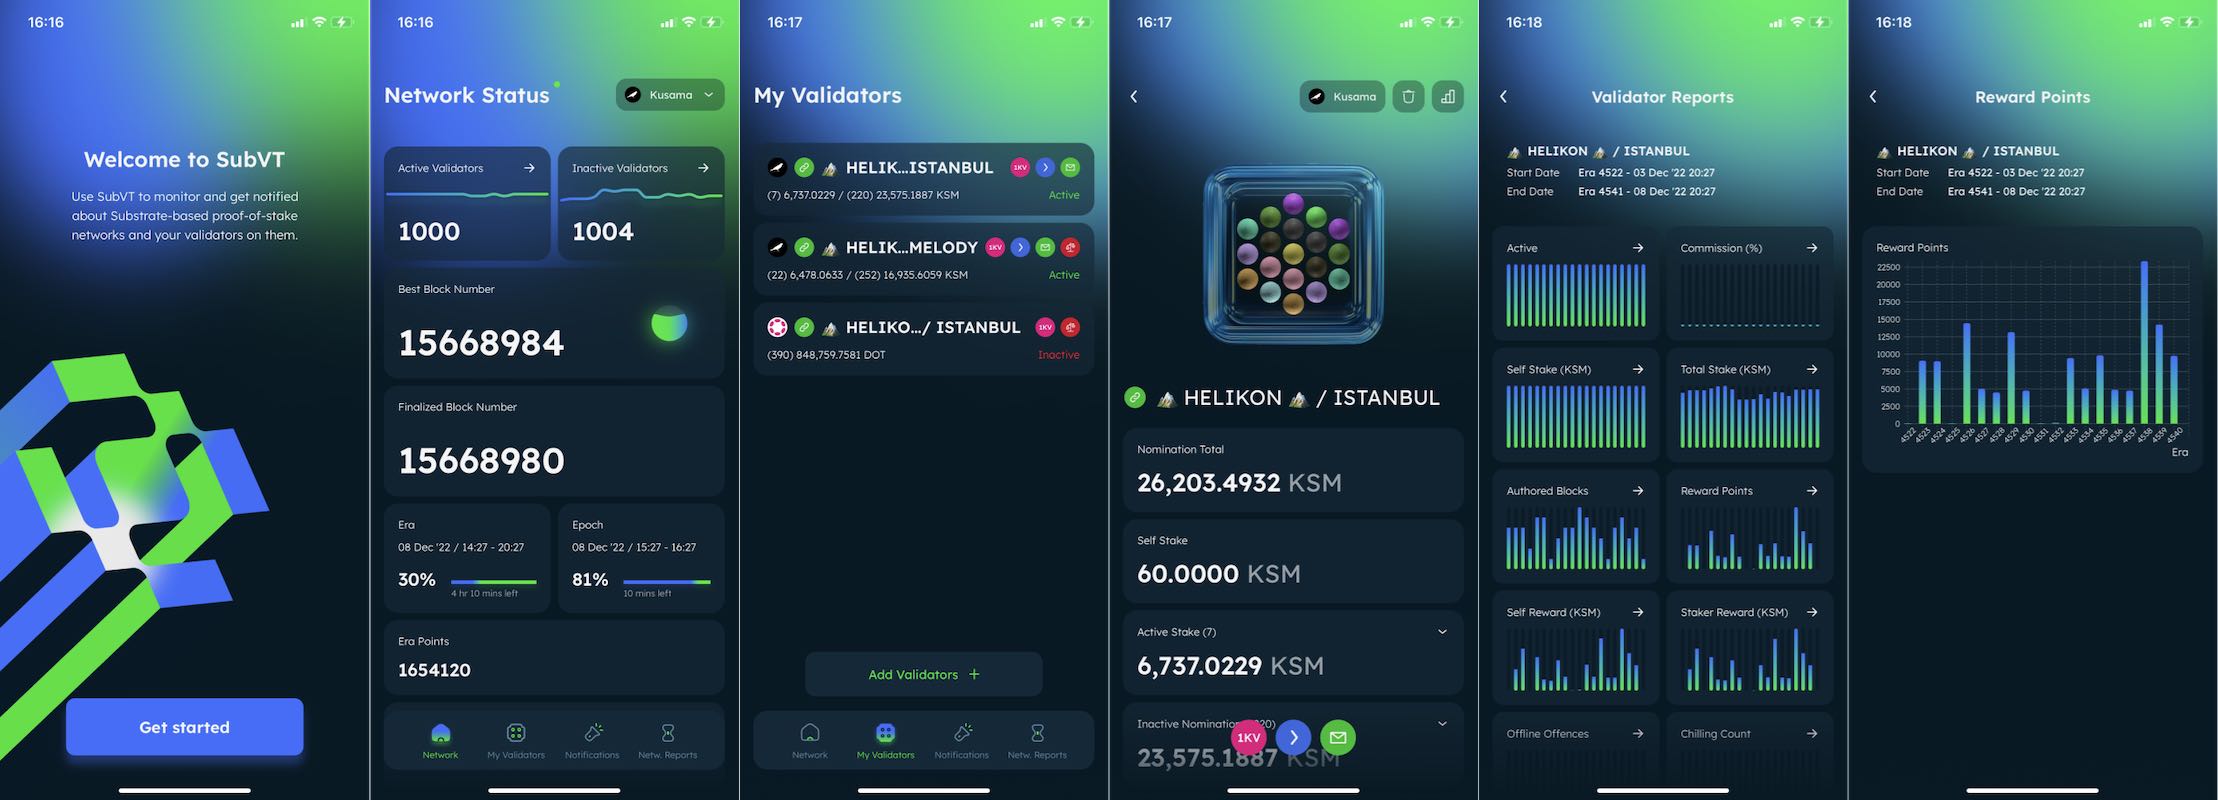 16:16
Welcome to SubVT
Use SubVT to monitor and get notified
about Substrate-based proof-of-stake
networks and your validators on them.
Get started
16:16
Network Status
Kusama
Active Validators
1000
Inactive Validators
1004
Best Block Number
15668984
Finalized Block Number
15668980
Era
08 Dec '22 / 14:27 - 20:27
30%
4 hr 10 mins left
Epoch
08 Dec '22 / 15:27 - 16:27
81%
10 mins left
Era Points
1654120
Network
My Validators
Notifications
Netw. Reports
16:17
My Validators
HELIK...ISTANBUL
1KV
(7) 6,737.0229 / (220) 23,575.1887 KSM
Active
HELIK...MELODY
1KV
(22) 6,478.0633 / (252) 16,935.6059 KSM
Active
HELIKO.../ ISTANBUL
1KV
(390) 848,759.7581 DOT
Inactive
Add Validators +
Network
My Validators
Notifications
Netw. Reports
16:17
Kusama
HELIKON / ISTANBUL
Nomination Total
26,203.4932 KSM
Self Stake
60.0000 KSM
Active Stake (7)
6,737.0229 KSM
Inactive Nominations (220)
1KV
23,575.1887 KSM
16:18
Validator Reports
HELIKON / ISTANBUL
Start Date Era 4522 - 03 Dec '22 20:27
End Date Era 4541 - 08 Dec '22 20:27
Active
Commission (%)
Self Stake (KSM)
Total Stake (KSM)
Authored Blocks
Reward Points
Self Reward (KSM)
Staker Reward (KSM)
Offline Offences
Chilling Count
16:18
Reward Points
HELIKON / ISTANBUL
Start Date Era 4522 - 03 Dec '22 20:27
End Date Era 4541 - 08 Dec '22 20:27
Reward Points
22500
20000
17500
15000
12500
10000
7500
5000
2500
0
4522 4523 4524 4525 4526 4527 4528 4529 4530 4531 4532 4533 4534 4535 4536 4537 4538 4539 4540
Era